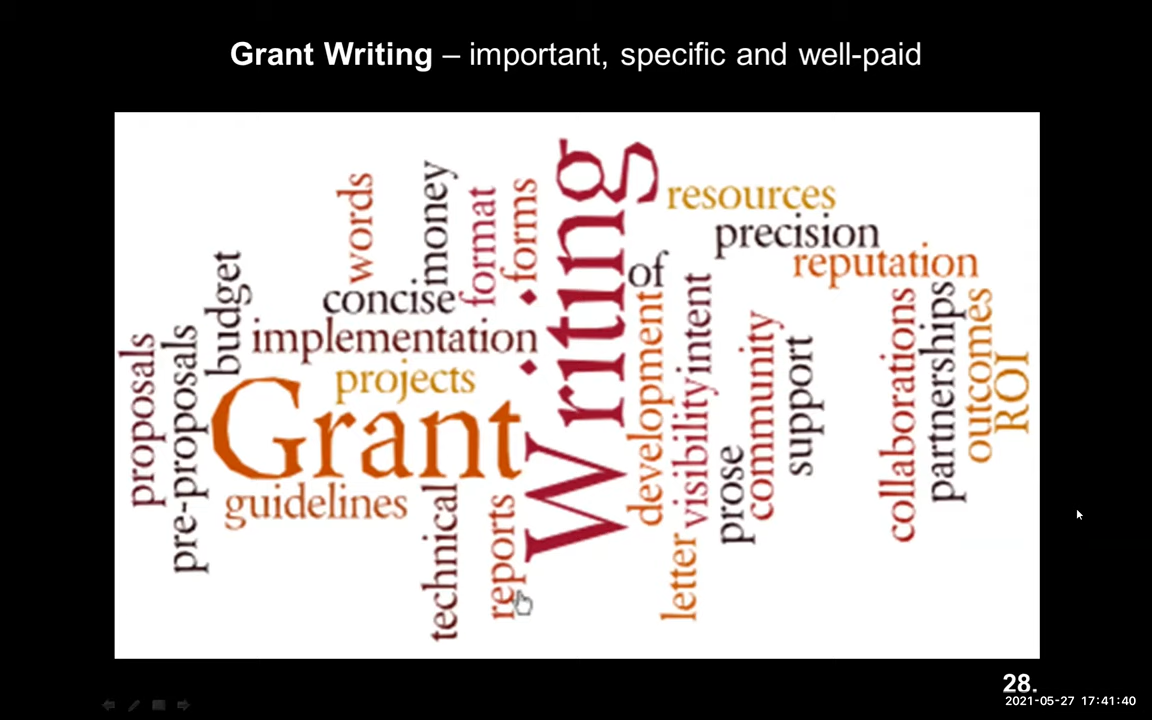 Grant Writing – important, specific and well-paid
proposals
pre-proposals
budget
words
money
format
forms
concise
implementation
projects
Grant
guidelines
technical
reports
Writing
of
development
visibility
intent
letter
prose
community
support
resources
precision
reputation
collaborations
partnerships
outcomes
ROI
28.
2021-05-27 17:41:40